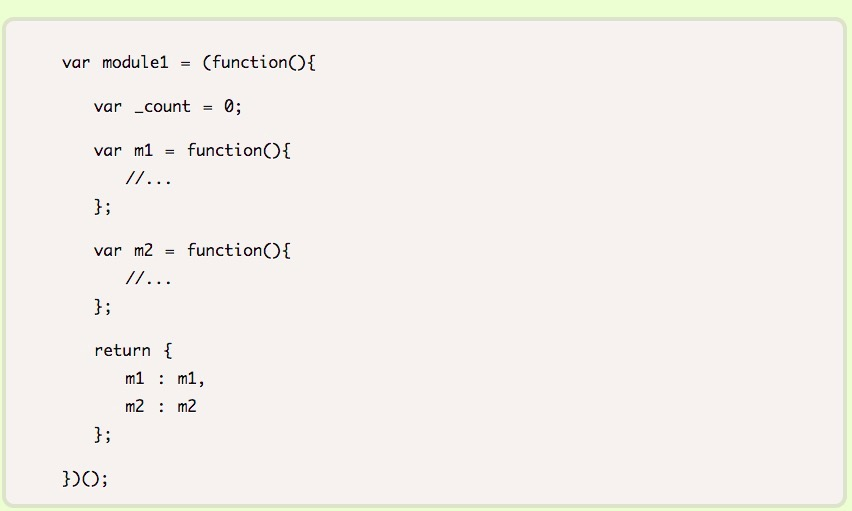 var module1 = (function(){
var _count = 0;
var m1 = function(){
//...
};
var m2 = function(){
//...
};
return {
m1 : m1,
m2 : m2
};
})();